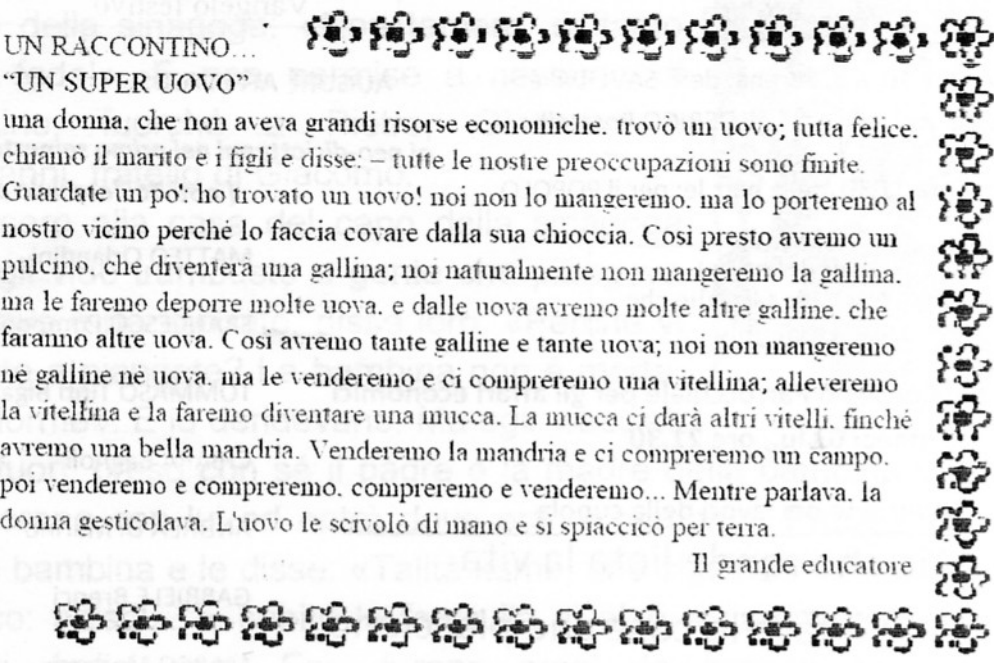 UN RACCONTINO...
“UN SUPER UOVO”
una donna, che non aveva grandi risorse economiche. trovò un uovo; tutta felice.
chiamò il marito e i figli e disse: – tutte le nostre preoccupazioni sono finite.
Guardate un po': ho trovato un uovo! noi non lo mangeremo. ma lo porteremo al
nostro vicino perché lo faccia covare dalla sua chioccia. Così presto avremo un
pulcino. che diventerà una gallina; noi naturalmente non mangeremo la gallina.
ma le faremo deporre molte uova. e dalle uova avremo molte altre galline. che
faranno altre uova. Così avremo tante galline e tante uova; noi non mangeremo
né galline né uova. ma le venderemo e ci compreremo una vitellina; alleveremo
la vitellina e la faremo diventare una mucca. La mucca ci darà altri vitelli. finché
avremo una bella mandria. Venderemo la mandria e ci compreremo un campo.
poi venderemo e compreremo. compreremo e venderemo... Mentre parlava. la
donna gesticolava. L'uovo le scivolò di mano e si spiaccicò per terra.
Il grande educatore